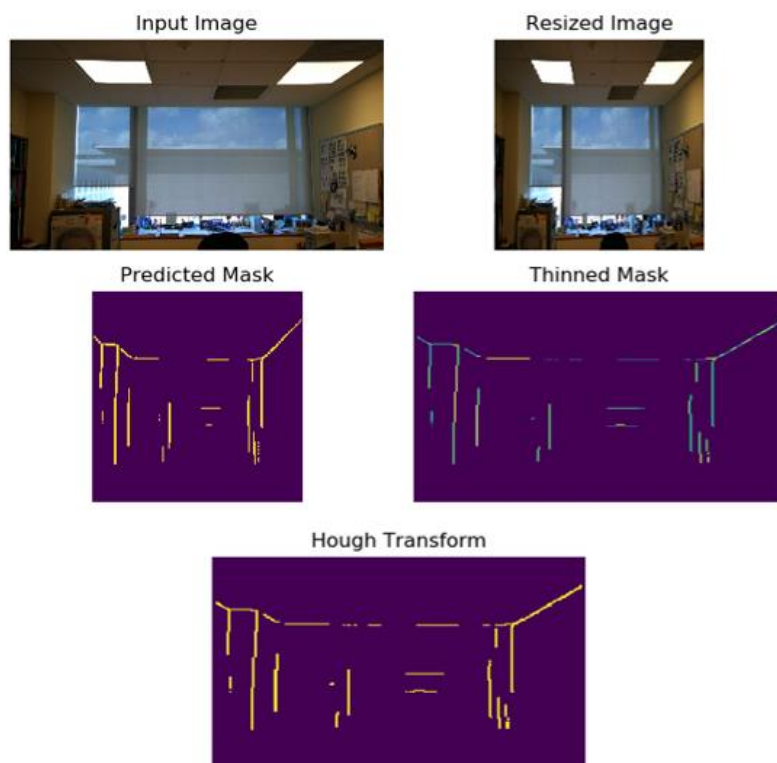 Input Image
Resized Image
Predicted Mask
Thinned Mask
Hough Transform